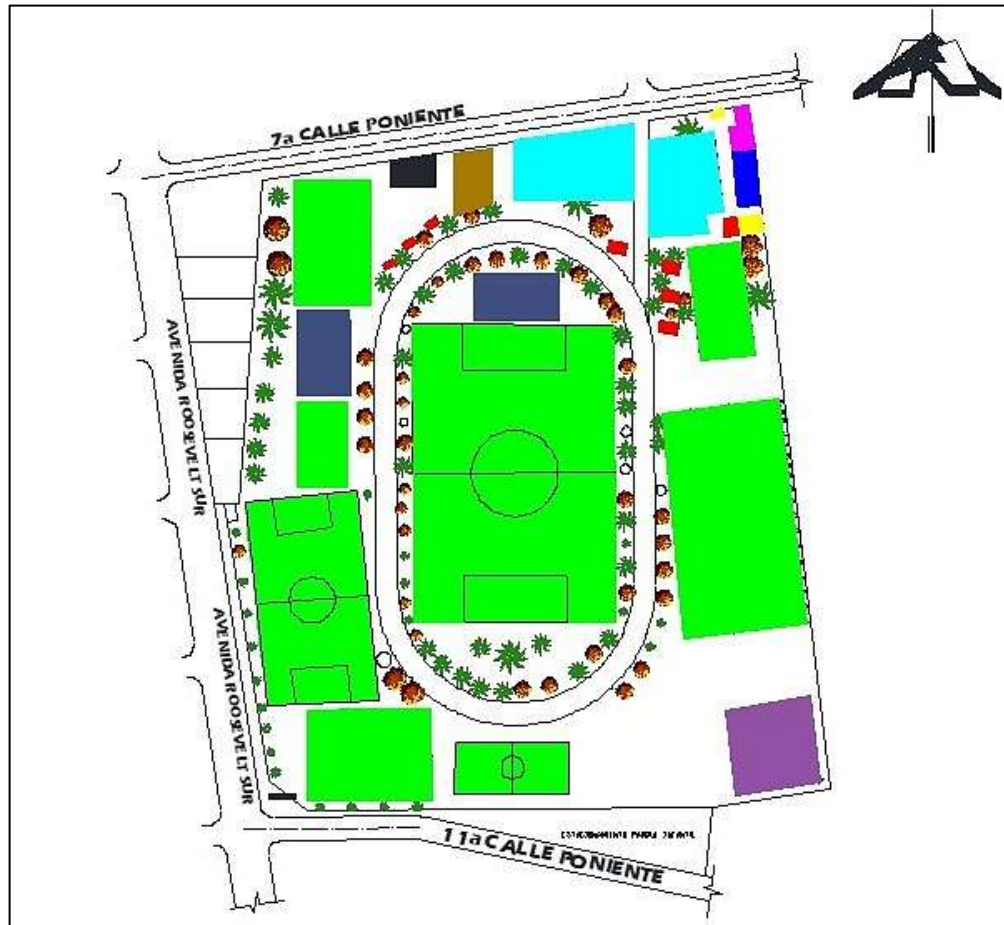 7a CALLE PONIENTE
AVENIDA ROOSEVELT SUR
AVENIDA ROOSEVELT SUR
11a CALLE PONIENTE